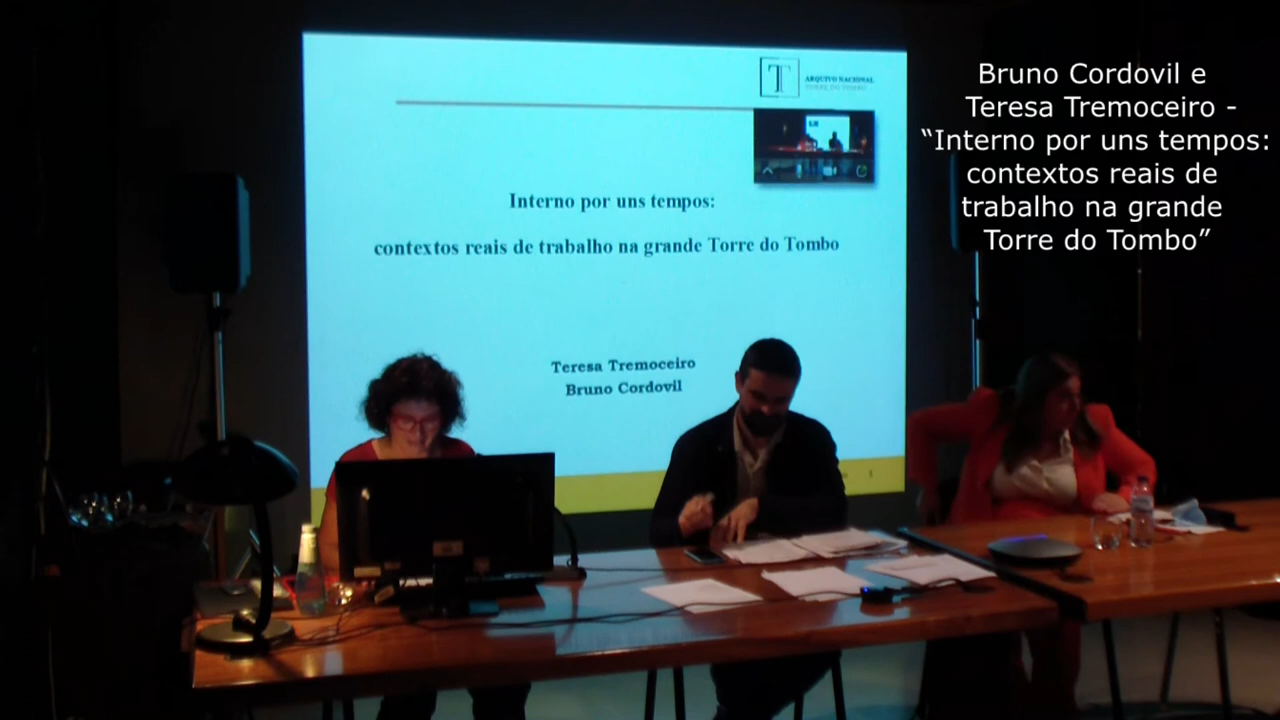 ARQUIVO NACIONAL
TORRE DO TOMBO
Interno por uns tempos:
contextos reais de trabalho na grande Torre do Tombo
Teresa Tremoceiro
Bruno Cordovil
1
Bruno Cordovil e
Teresa Tremoceiro -
“Interno por uns tempos:
contextos reais de
trabalho na grande
Torre do Tombo”